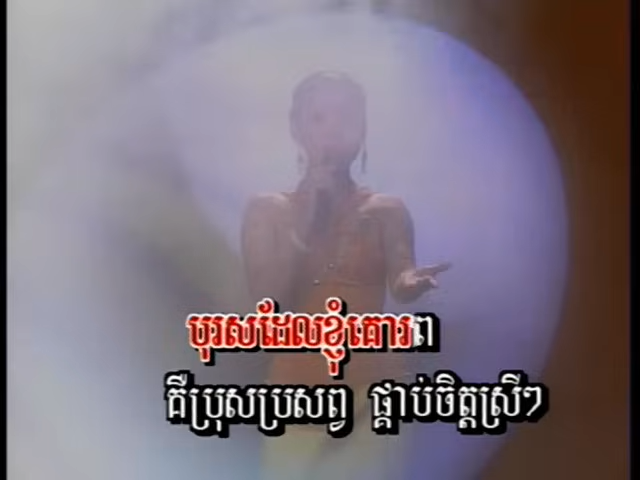 បុរសដែលខ្ញុំគោរព
គឺប្រុសប្រសព្វ ផ្គាប់ចិត្តស្រីៗ